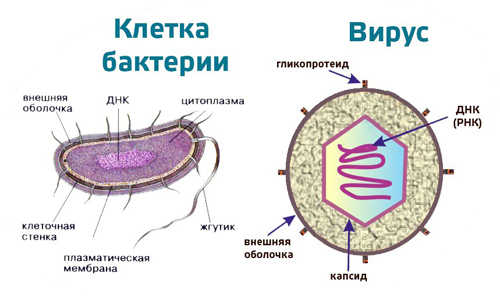 Клетка
бактерии
внешняя
оболочка
ДНК
цитоплазма
клеточная
стенка
плазматическая
мембрана
жгутик
Вирус
гликопротеид
ДНК
(РНК)
внешняя
оболочка
капсид